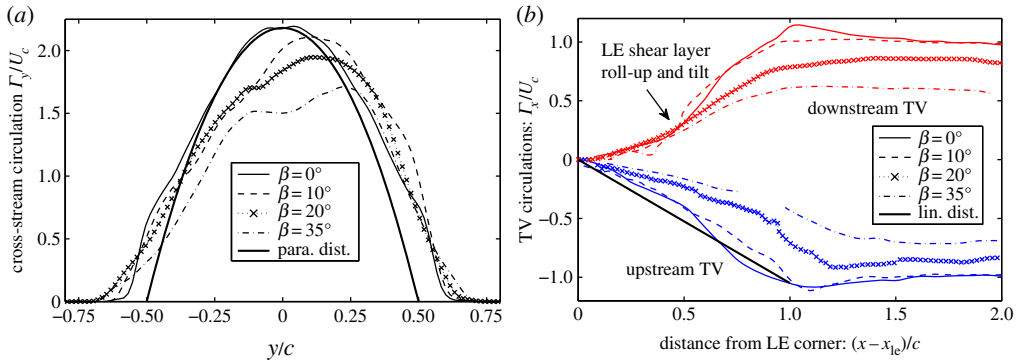 (a)
cross-stream circulation Γy/Uc
2.0
1.5
1.0
2.0
0
−0.75
−0.50
−0.25
0
0.25
0.50
0.75
y/c
β= 0°
β= 10°
β= 20°
β= 35°
para. dist.
(b)
TV circulations: Γx/Uc
1.0
0.5
0
−0.5
−1.0
0
0.5
1.0
1.5
2.0
distance from LE corner: (x−xle)/c
LE shear layer
roll-up and tilt
downstream TV
β= 0°
β= 10°
β= 20°
β= 35°
lin. dist.
upstream TV